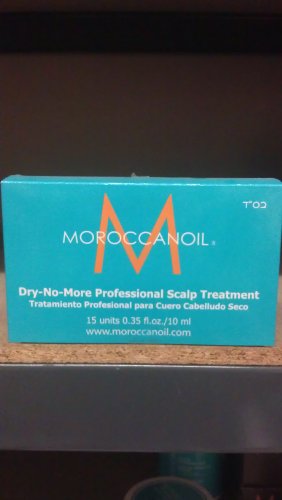 בס"ד
M
MOROCCANOIL®
Dry-No-More Professional Scalp Treatment
Tratamiento Profesional para Cuero Cabelludo Seco
15 units 0.35 fl.oz./10 ml
www.moroccanoil.com